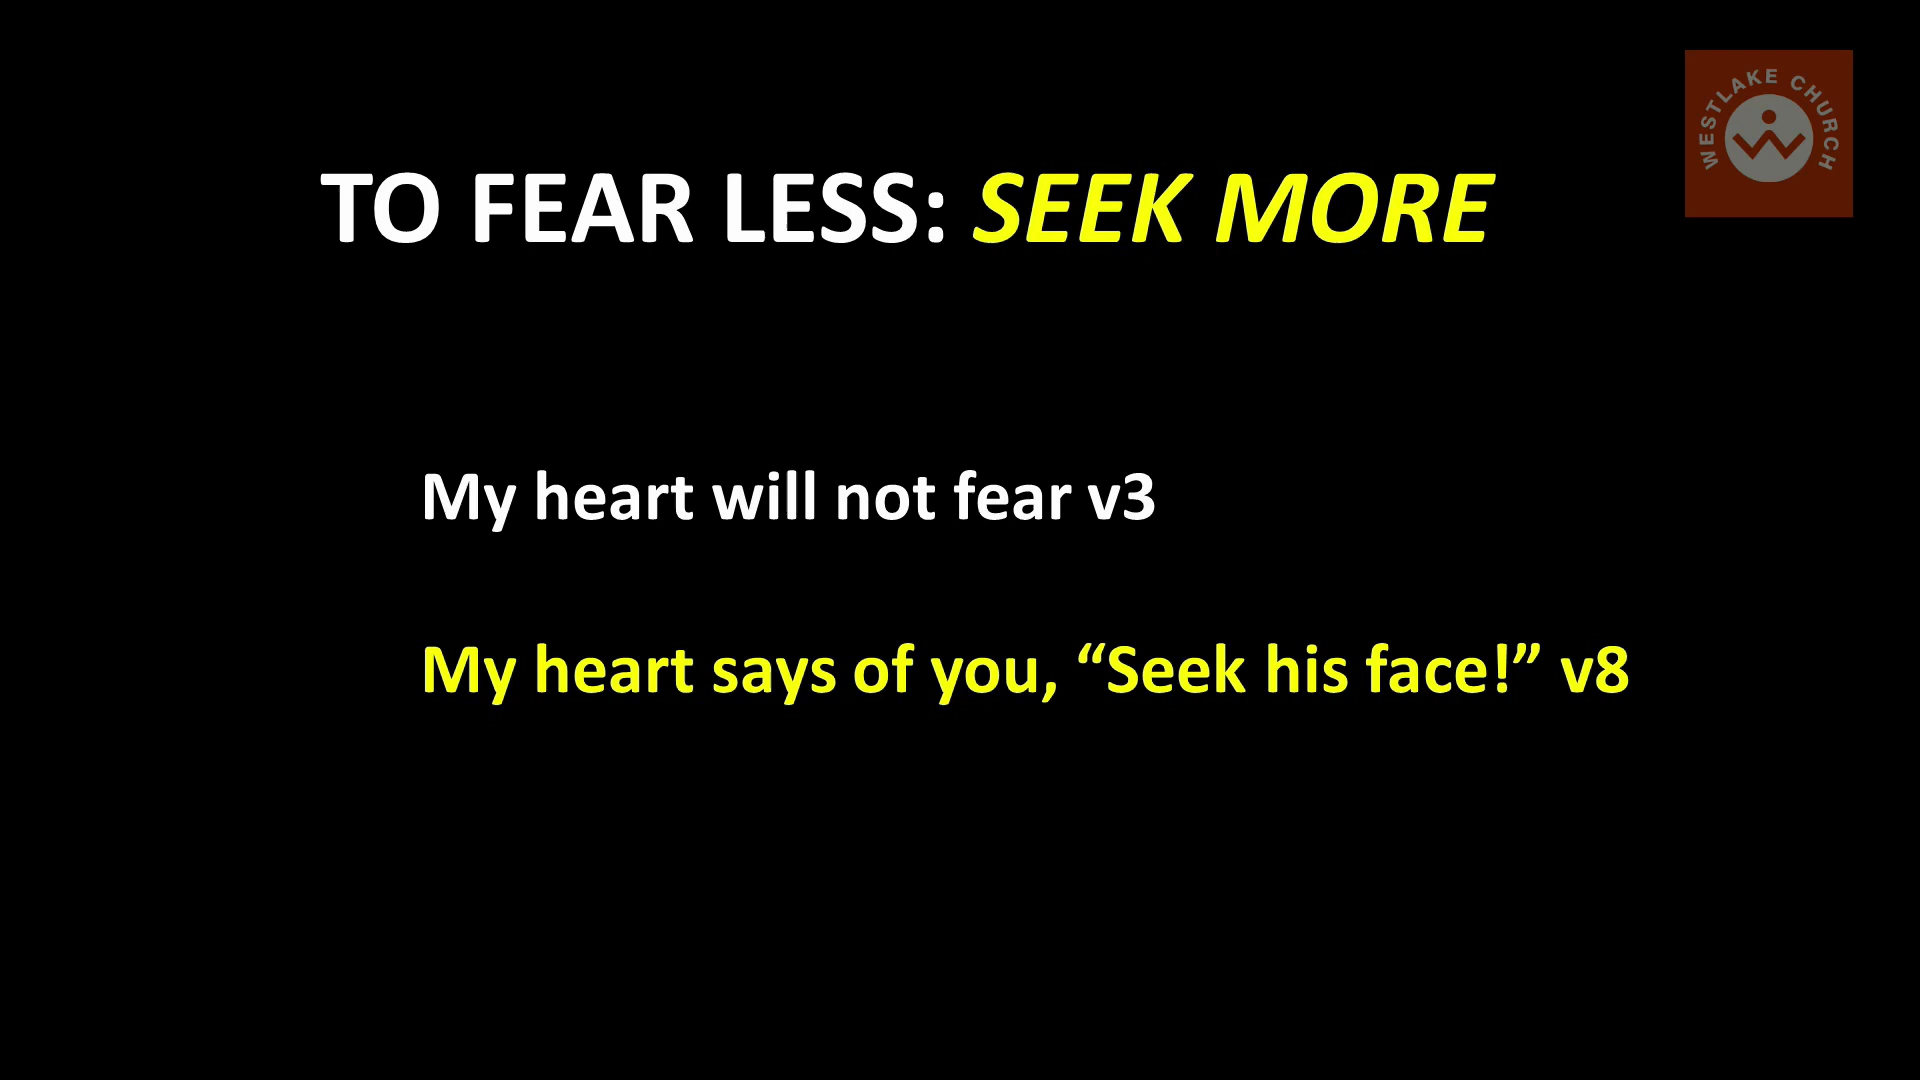 WESTLAKE CHURCH
TO FEAR LESS: SEEK MORE
My heart will not fear v3
My heart says of you, “Seek his face!” v8